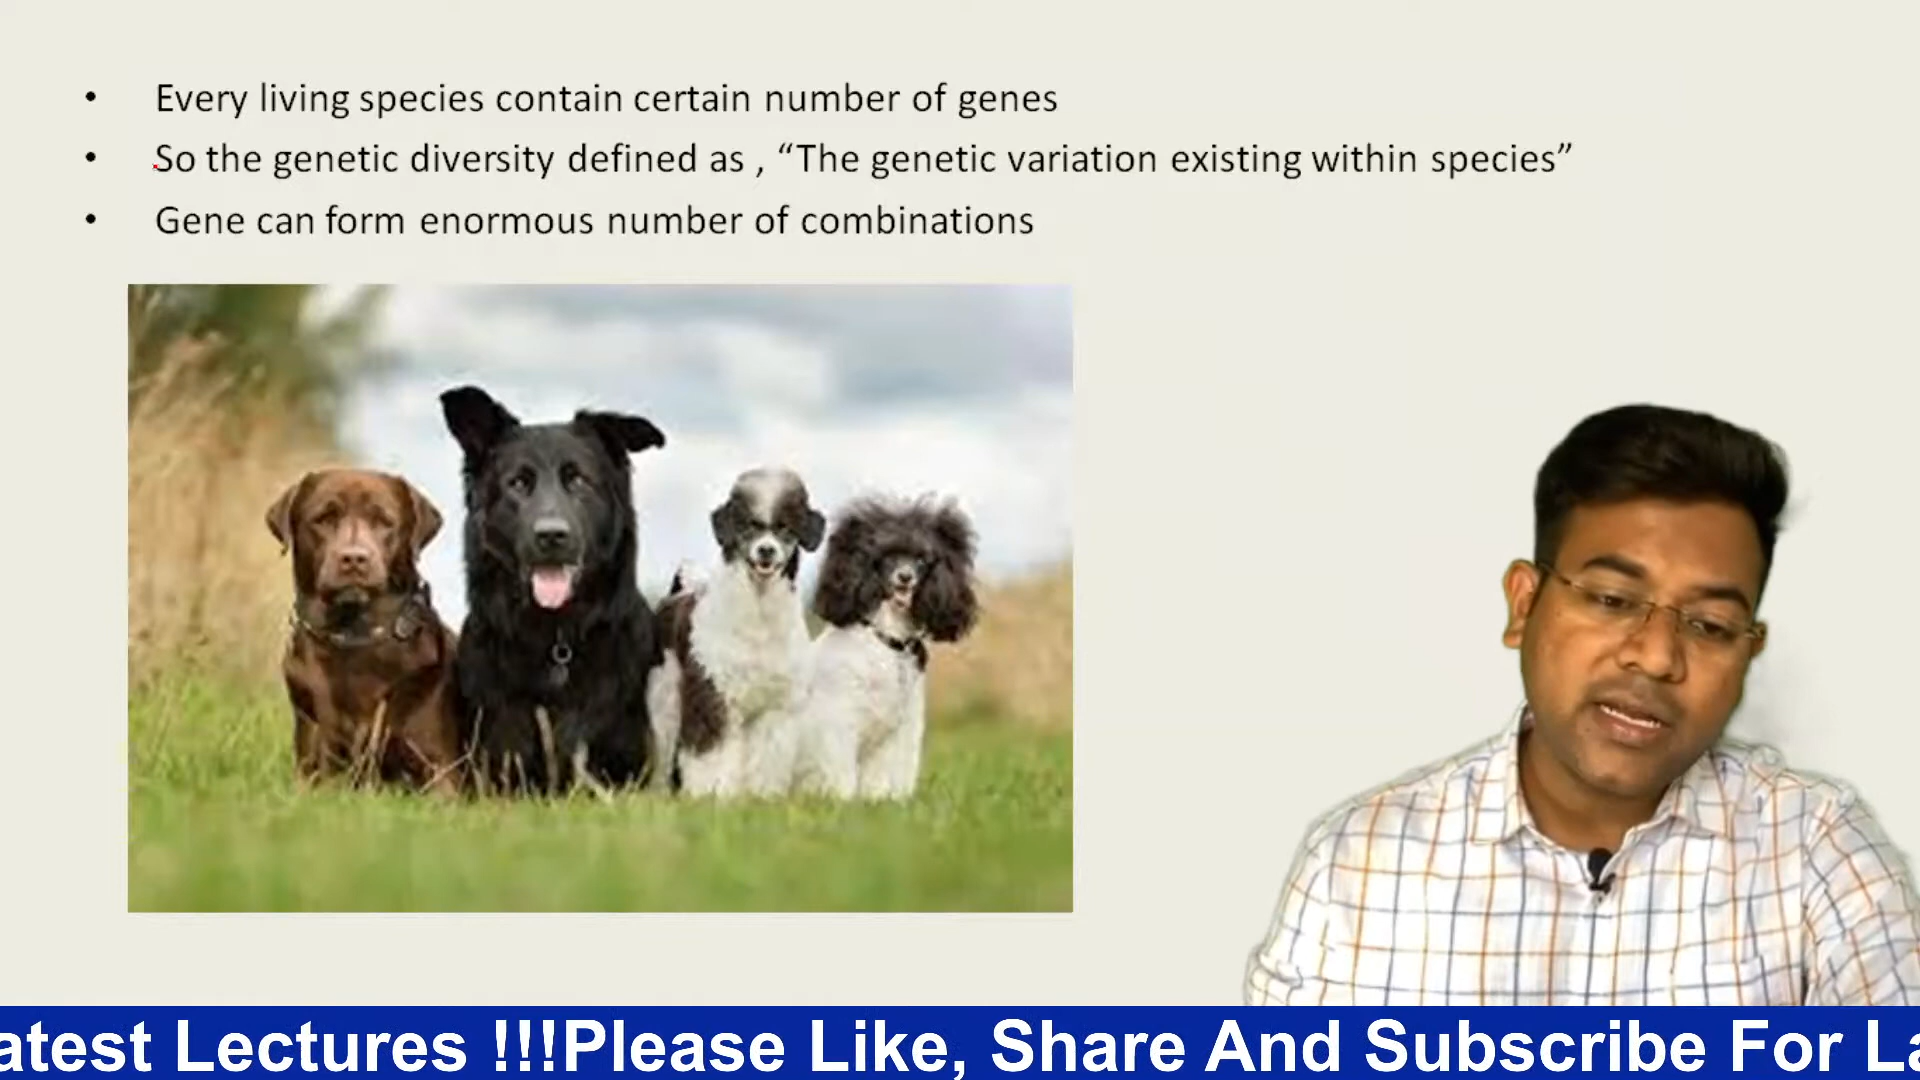 • Every living species contain certain number of genes
• So the genetic diversity defined as , “The genetic variation existing within species”
• Gene can form enormous number of combinations
atest Lectures !!!Please Like, Share And Subscribe For La